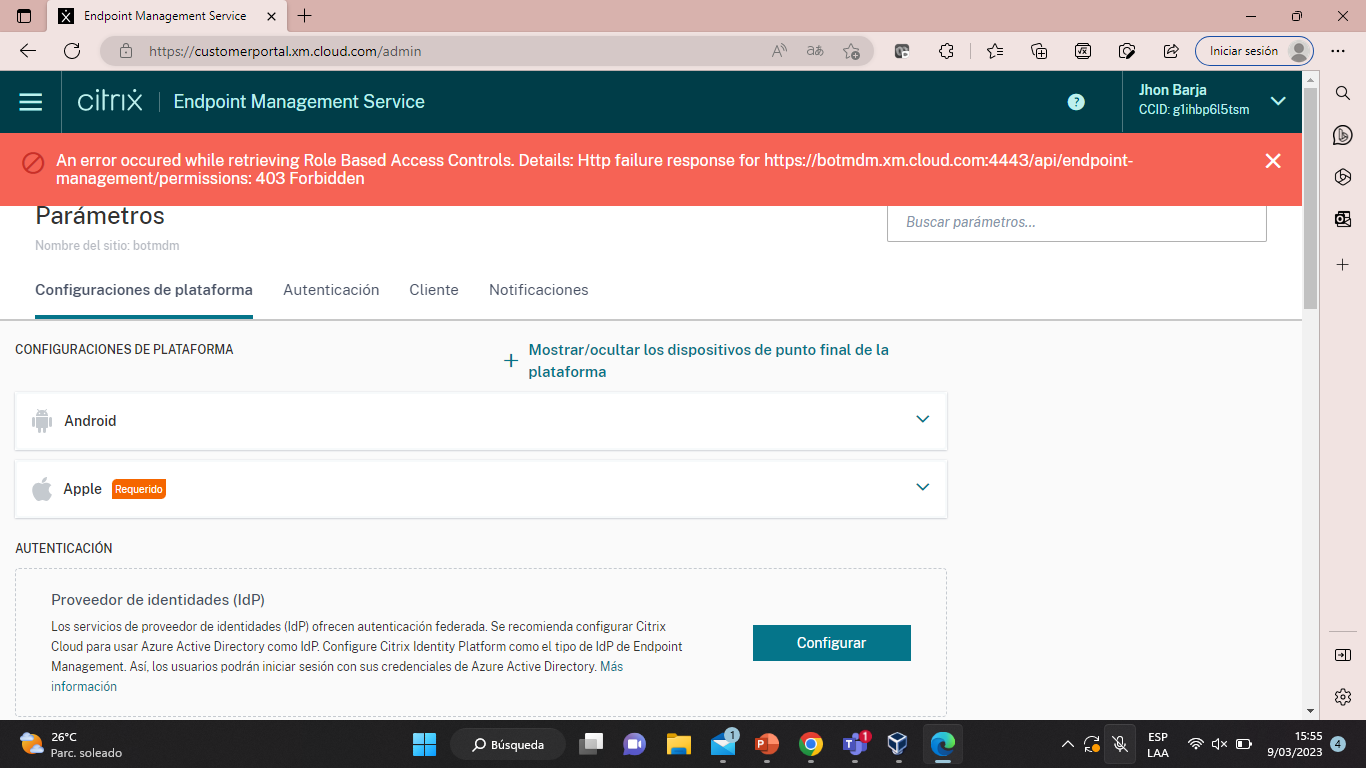 Endpoint Management Service
https://customerportal.xm.cloud.com/admin
Iniciar sesión
citrix
Endpoint Management Service
?
Jhon Barja
CCID: g1ihbp6l5tsm
An error occured while retrieving Role Based Access Controls. Details: Http failure response for https://botmdm.xm.cloud.com:4443/api/endpoint-
management/permissions: 403 Forbidden
Parámetros
Buscar parámetros...
Nombre del sitio: botmdm
Configuraciones de plataforma
Autenticación
Cliente
Notificaciones
CONFIGURACIONES DE PLATAFORMA
Mostrar/ocultar los dispositivos de punto final de la
plataforma
Android
Apple
Requerido
AUTENTICACIÓN
Proveedor de identidades (IdP)
Los servicios de proveedor de identidades (IdP) ofrecen autenticación federada. Se recomienda configurar Citrix
Cloud para usar Azure Active Directory como IdP. Configure Citrix Identity Platform como el tipo de IdP de Endpoint
Management. Así, los usuarios podrán iniciar sesión con sus credenciales de Azure Active Directory. Más
información
Configurar
26°C
Parc. soleado
Búsqueda
1
1
ESP
LAA
15:55
9/03/2023
4